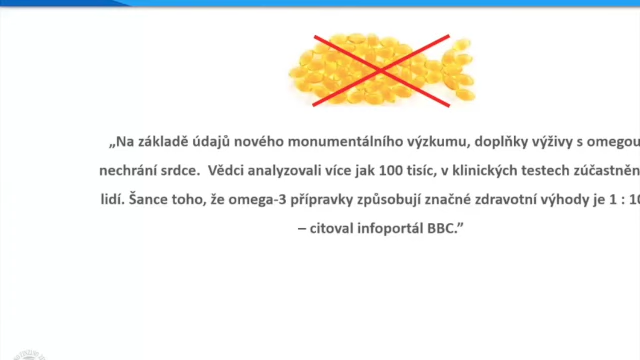 „Na základě údajů nového monumentálního výzkumu, doplňky výživy s omegou
nechrání srdce. Vědci analyzovali více jak 100 tisíc, v klinických testech zúčastněn
lidí. Šance toho, že omega-3 přípravky způsobují značné zdravotní výhody je 1 : 10
– citoval infoportál BBC.”